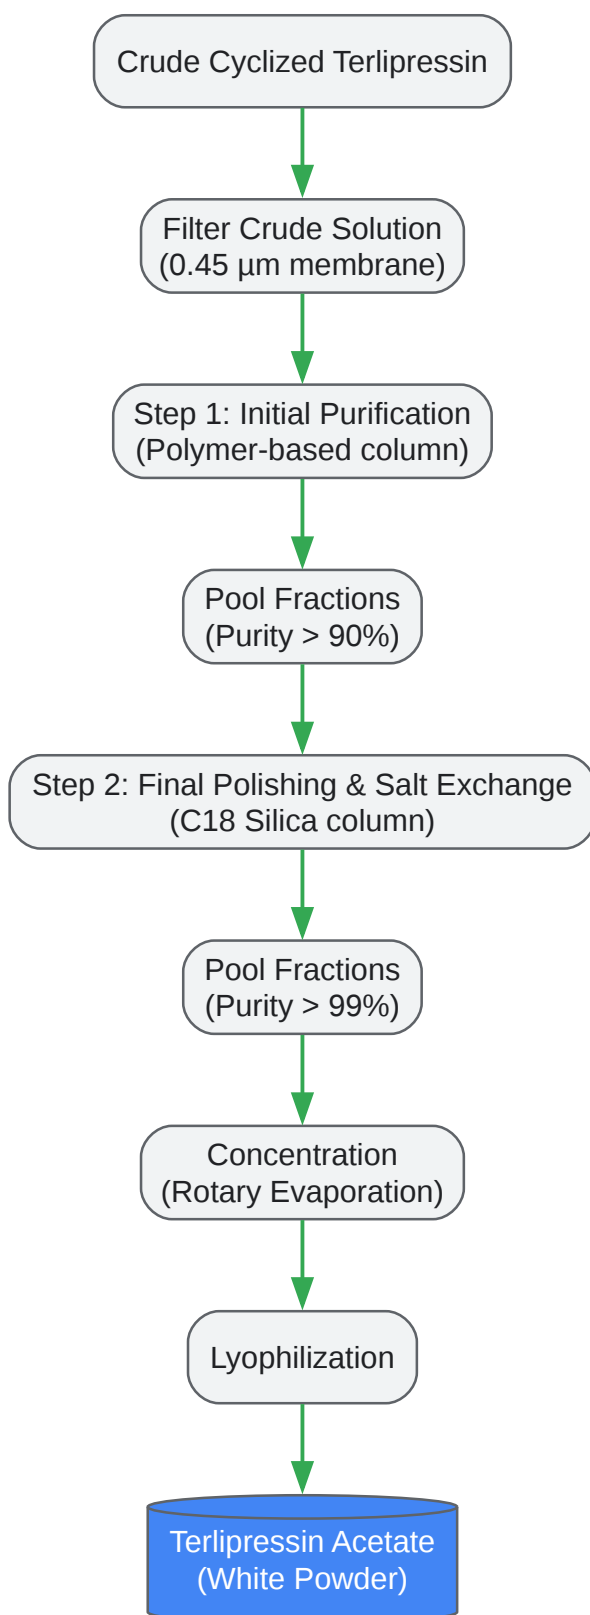 Crude Cyclized Terlipressin
Filter Crude Solution
(0.45 µm membrane)
Step 1: Initial Purification
(Polymer-based column)
Pool Fractions
(Purity > 90%)
Step 2: Final Polishing & Salt Exchange
(C18 Silica column)
Pool Fractions
(Purity > 99%)
Concentration
(Rotary Evaporation)
Lyophilization
Terlipressin Acetate
(White Powder)